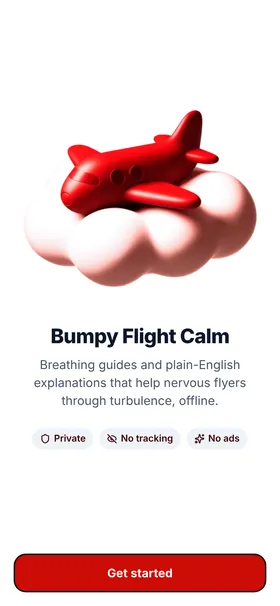 Bumpy Flight Calm
Breathing guides and plain-English
explanations that help nervous flyers
through turbulence, offline.
Private
No tracking
No ads
Get started